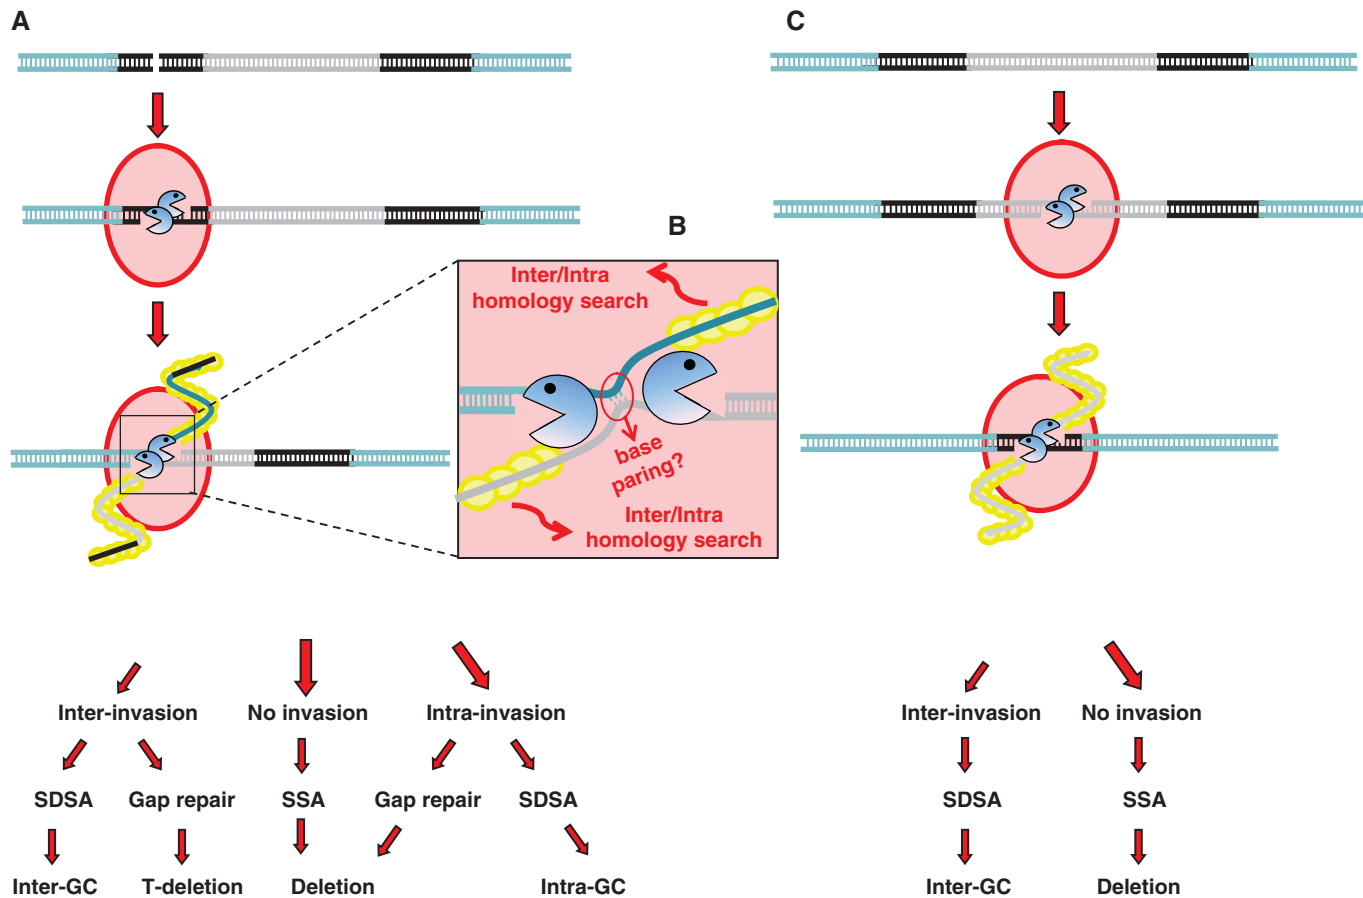 A
C
B
Inter/Intra
homology search
base
paring?
Inter/Intra
homology search
Inter-invasion
No invasion
Intra-invasion
Inter-invasion
No invasion
SDSA
Gap repair
SSA
Gap repair
SDSA
SDSA
SSA
Inter-GC
T-deletion
Deletion
Intra-GC
Inter-GC
Deletion